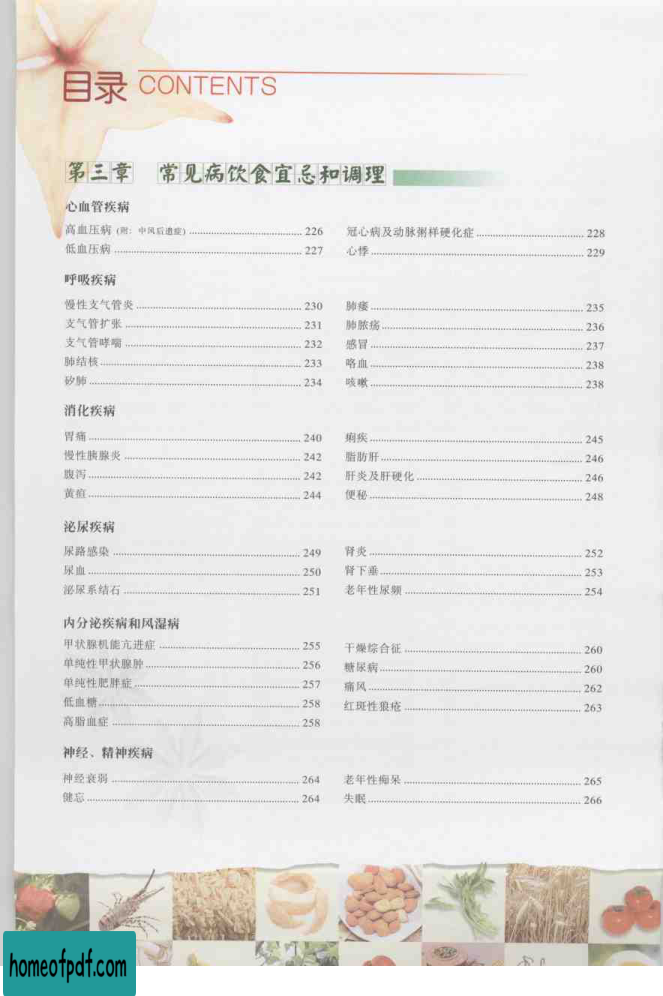 目录 CONTENTS
第三章 常见病饮食宜忌和调理
心血管疾病
高血压病 (附：中风后遗症) 226
低血压病 227
冠心病及动脉粥样硬化症 228
心悸 229
呼吸疾病
慢性支气管炎 230
支气管扩张 231
支气管哮喘 232
肺结核 233
矽肺 234
肺痿 235
肺脓疡 236
感冒 237
咯血 238
咳嗽 238
消化疾病
胃痛 240
慢性胰腺炎 242
腹泻 242
黄疸 244
痢疾 245
脂肪肝 246
肝炎及肝硬化 246
便秘 248
泌尿疾病
尿路感染 249
尿血 250
泌尿系结石 251
肾炎 252
肾下垂 253
老年性尿频 254
内分泌疾病和风湿病
甲状腺机能亢进症 255
单纯性甲状腺肿 256
单纯性肥胖症 257
低血糖 258
高脂血症 258
干燥综合征 260
糖尿病 260
痛风 262
红斑性狼疮 263
神经、精神疾病
神经衰弱 264
健忘 264
老年性痴呆 265
失眠 266
homeofpdf.com